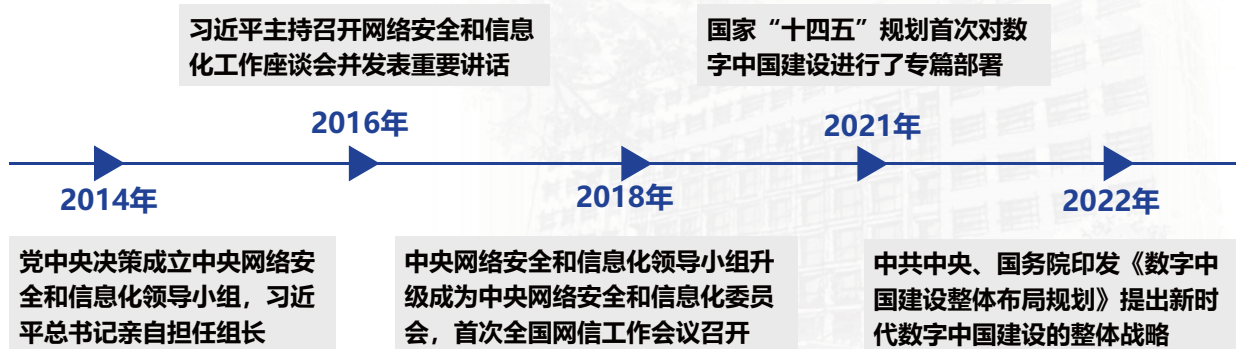 习近平主持召开网络安全和信息
化工作座谈会并发表重要讲话
国家“十四五”规划首次对数
字中国建设进行了专篇部署
2016年
2021年
2014年
2018年
2022年
党中央决策成立中央网络安
全和信息化领导小组，习近
平总书记亲自担任组长
中央网络安全和信息化领导小组升
级成为中央网络安全和信息化委员
会，首次全国网信工作会议召开
中共中央、国务院印发《数字中
国建设整体布局规划》提出新时
代数字中国建设的整体战略